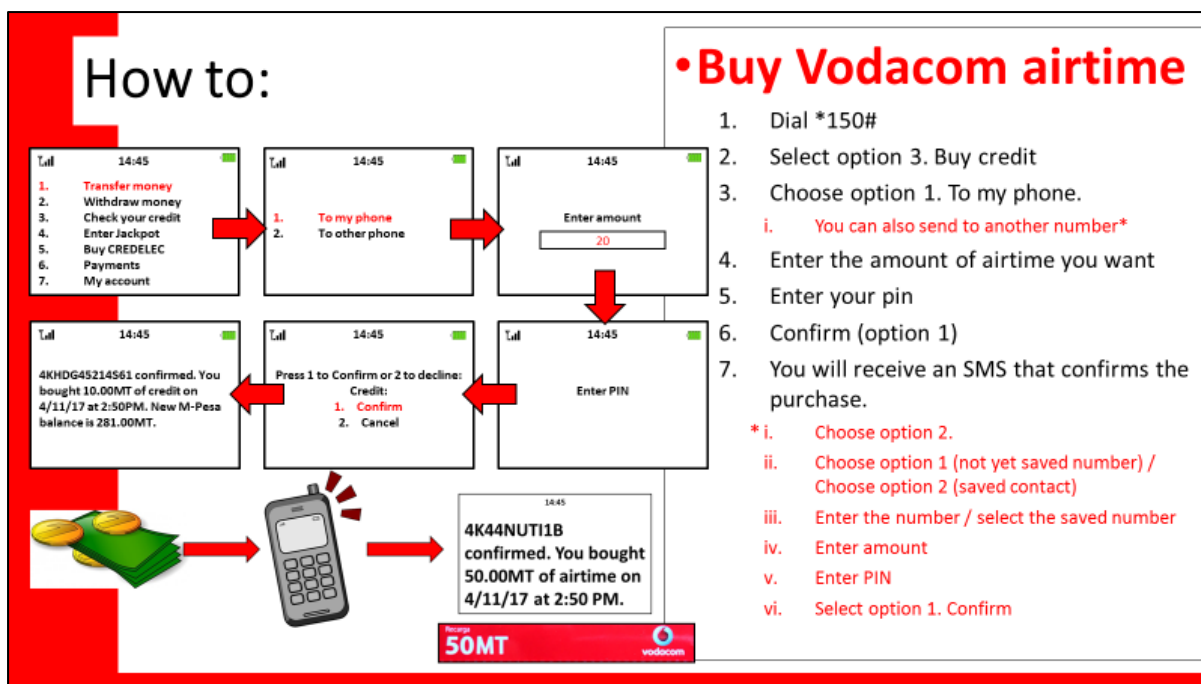 How to:
14:45
1. Transfer money
2. Withdraw money
3. Check your credit
4. Enter Jackpot
5. Buy CREDELEC
6. Payments
7. My account
14:45
1. To my phone
2. To other phone
14:45
Enter amount
20
14:45
Enter PIN
14:45
Press 1 to Confirm or 2 to decline:
Credit:
1. Confirm
2. Cancel
14:45
4KHDG45214S61 confirmed. You
bought 10.00MT of credit on
4/11/17 at 2:50PM. New M-Pesa
balance is 281.00MT.
14:45
4K44NUTI1B
confirmed. You bought
50.00MT of airtime on
4/11/17 at 2:50 PM.
Recarga
50MT
vodacom
•Buy Vodacom airtime
1. Dial *150#
2. Select option 3. Buy credit
3. Choose option 1. To my phone.
i. You can also send to another number*
4. Enter the amount of airtime you want
5. Enter your pin
6. Confirm (option 1)
7. You will receive an SMS that confirms the
purchase.
* i. Choose option 2.
ii. Choose option 1 (not yet saved number) /
Choose option 2 (saved contact)
iii. Enter the number / select the saved number
iv. Enter amount
v. Enter PIN
vi. Select option 1. Confirm